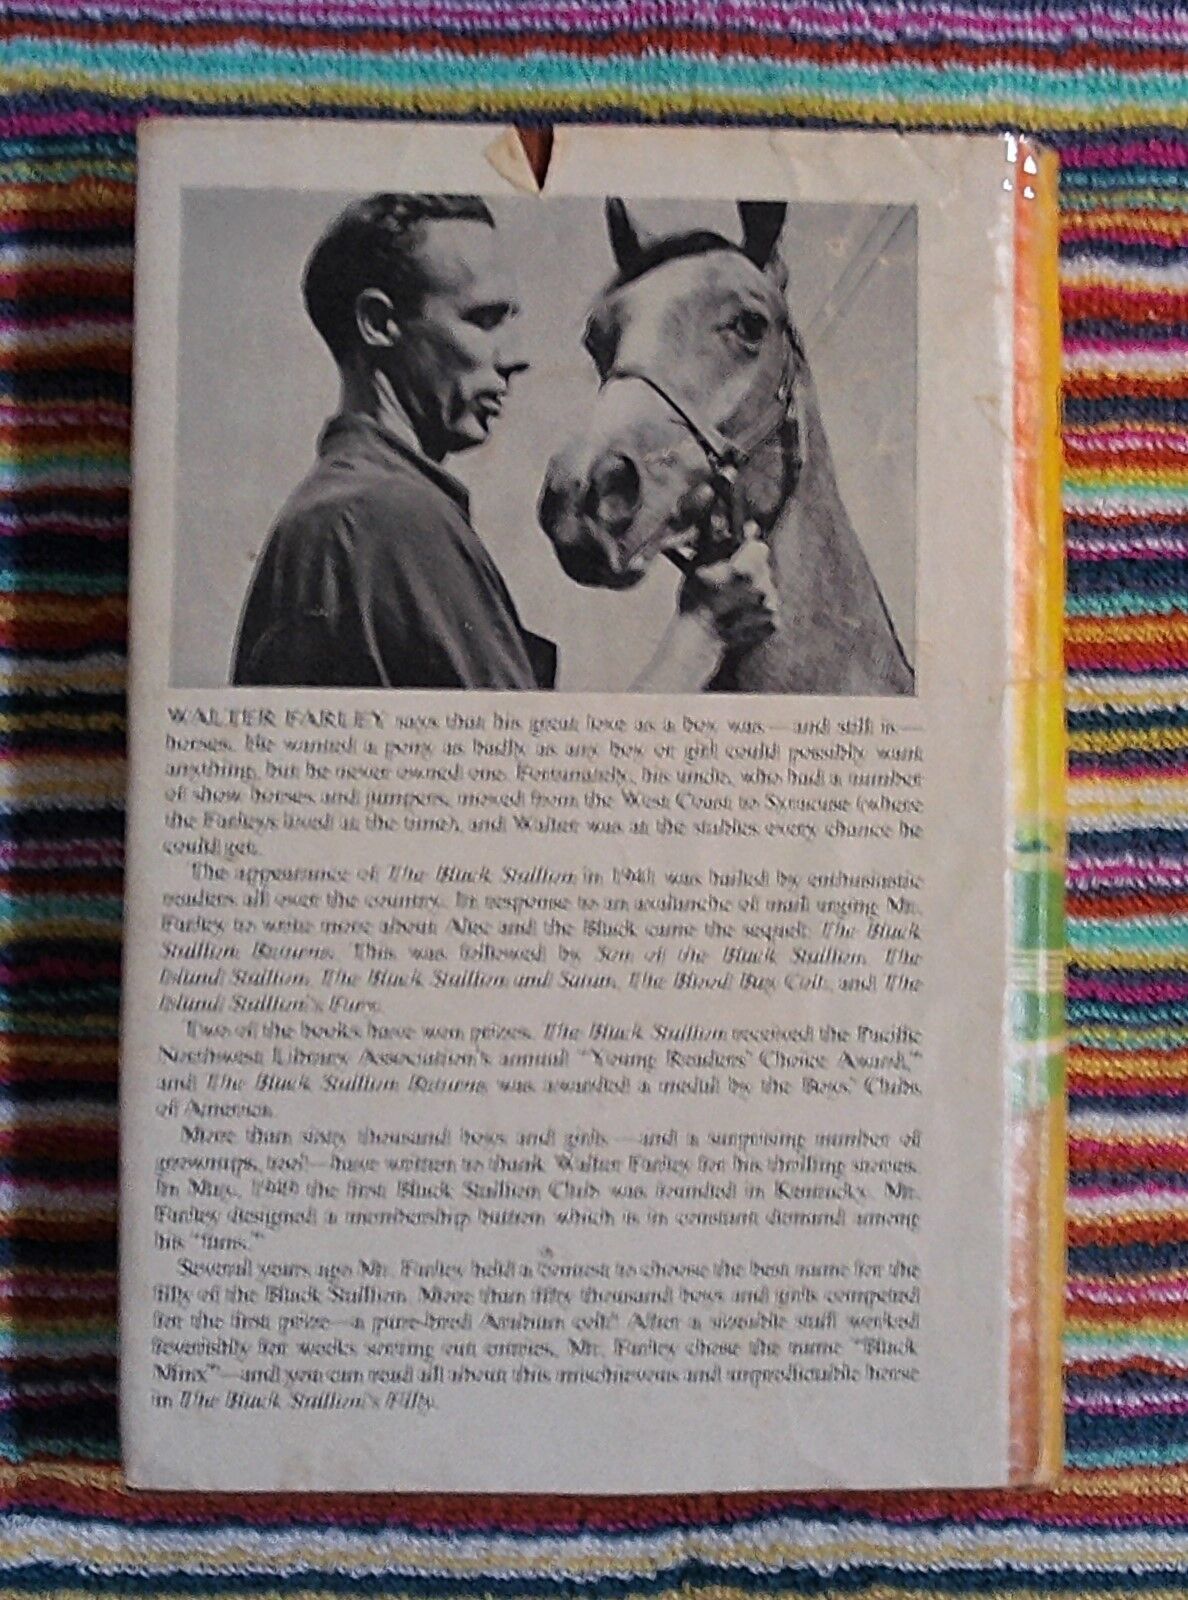 WALTER FARLEY says that his great love as a boy was—and still is—
horses. He wanted a pony as badly as any boy or girl could possibly want
anything, but he never owned one. Fortunately, his uncle, who had a number
of show horses and jumpers, moved from the West Coast to Syracuse (where
the Farleys lived at the time), and Walter was at the stables every chance he
could get.
The appearance of The Black Stallion in 1941 was hailed by enthusiastic
readers all over the country. In response to an avalanche of mail urging Mr.
Farley to write more about Alec and the Black came the sequel: The Black
Stallion Returns. This was followed by Son of the Black Stallion, The
Island Stallion, The Black Stallion and Satan, The Blood Bay Colt, and The
Island Stallion's Fury.
Two of the books have won prizes. The Black Stallion received the Pacific
Northwest Library Association's annual "Young Readers' Choice Award,"
and The Black Stallion Returns was awarded a medal by the Boys' Clubs
of America.
More than sixty thousand boys and girls—and a surprising number of
grownups, too!—have written to thank Walter Farley for his thrilling stories.
In May, 1949 the first Black Stallion Club was founded in Kentucky. Mr.
Farley designed a membership button which is in constant demand among
his "fans."
Several years ago Mr. Farley held a contest to choose the best name for the
filly of the Black Stallion. More than fifty thousand boys and girls competed
for the first prize—a pure-bred Arabian colt! After a sizeable staff worked
feverishly for weeks sorting out entries, Mr. Farley chose the name "Black
Minx"—and you can read all about this mischievous and unpredictable horse
in The Black Stallion's Filly.